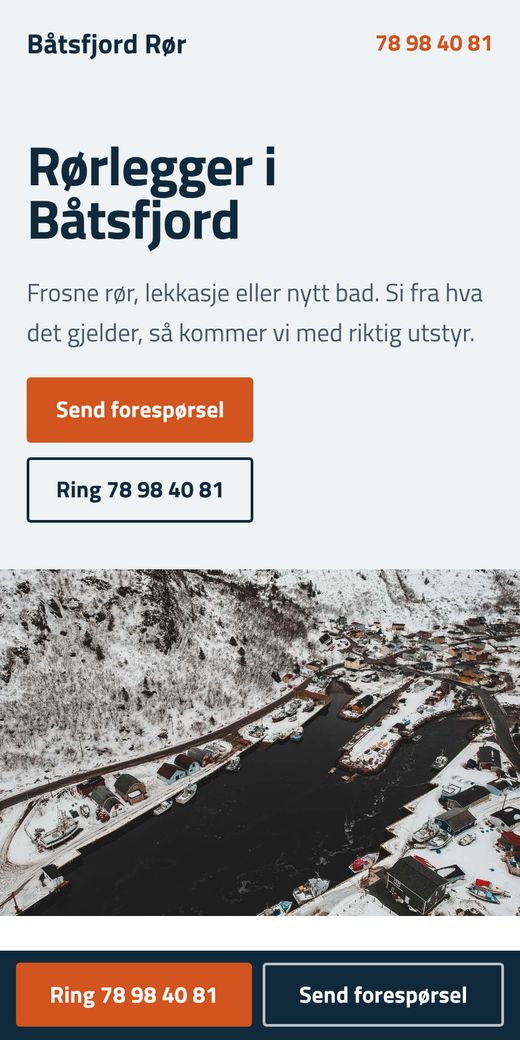 Båtsfjord Rør
78 98 40 81
Rørlegger i
Båtsfjord
Frosne rør, lekkasje eller nytt bad. Si fra hva
det gjelder, så kommer vi med riktig utstyr.
Send forespørsel
Ring 78 98 40 81
Ring 78 98 40 81
Send forespørsel